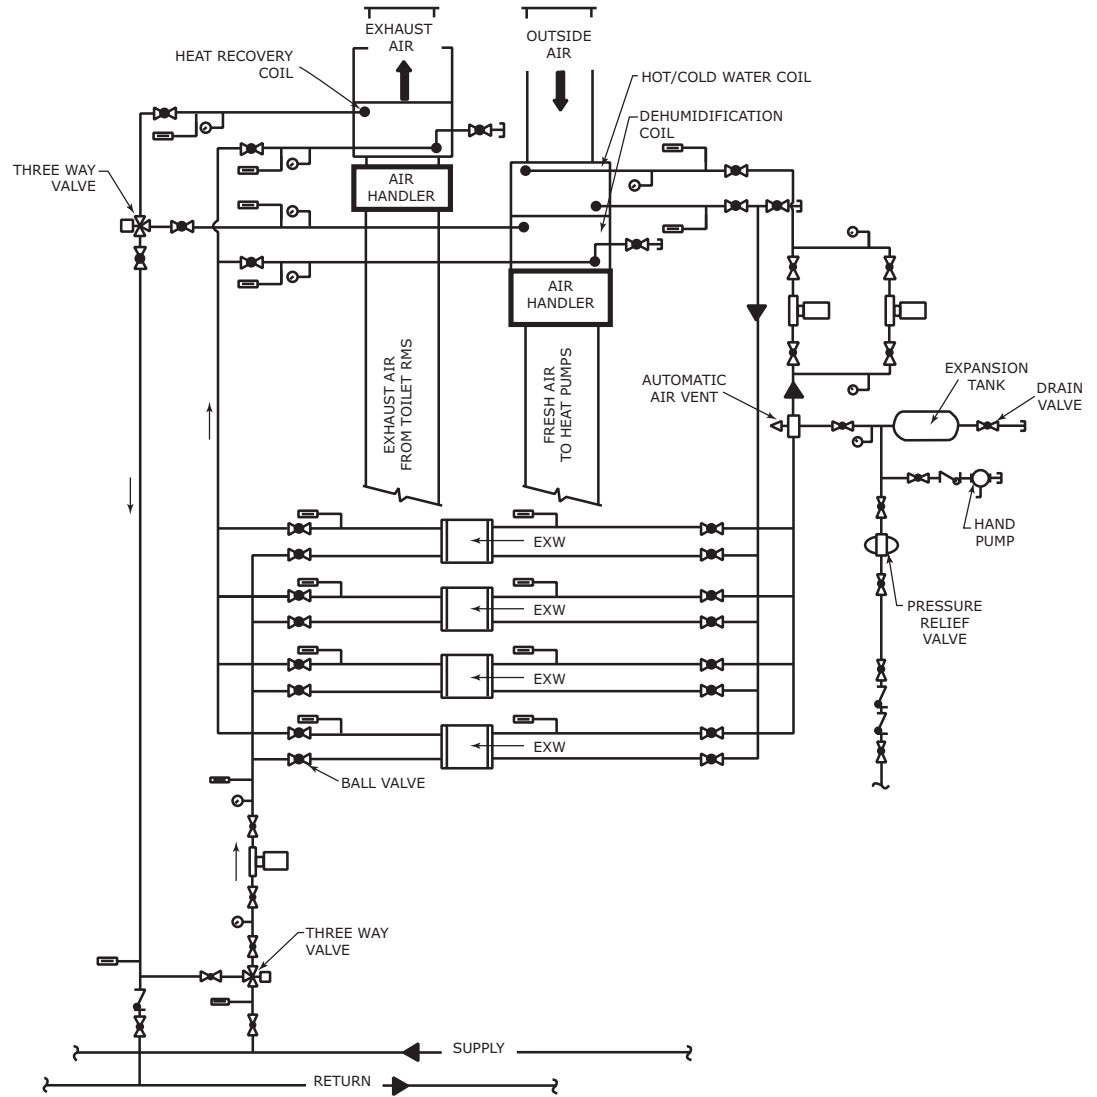 EXHAUST
AIR
OUTSIDE
AIR
HEAT RECOVERY
COIL
HOT/COLD WATER COIL
DEHUMIDIFICATION
COIL
THREE WAY
VALVE
AIR
HANDLER
AIR
HANDLER
EXHAUST AIR
FROM TOILET RMS
FRESH AIR
TO HEAT PUMPS
AUTOMATIC
AIR VENT
EXPANSION
TANK
DRAIN
VALVE
HAND
PUMP
PRESSURE
RELIEF
VALVE
EXW
EXW
EXW
EXW
BALL VALVE
THREE WAY
VALVE
SUPPLY
RETURN